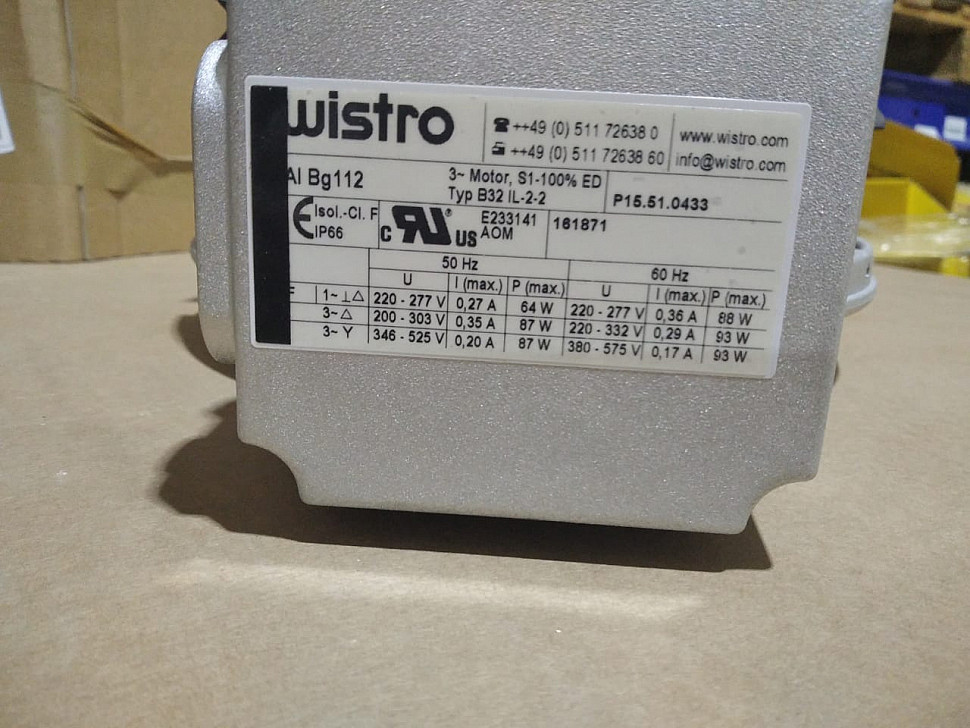 wistro
++49 (0) 511 72638 0
++49 (0) 511 72638 60
www.wistro.com
info@wistro.com
AI Bg112
3~ Motor, S1-100% ED
Typ B32 IL-2-2
P15.51.0433
CE Isol.-Cl. F
IP66
C RU® US
E233141
AOM
161871
50 Hz 60 Hz
U I (max.) P (max.) U I (max.) P (max.)
1~ ⊥ △ 220 - 277 V 0,27 A 64 W 220 - 277 V 0,36 A 88 W
3~ △ 200 - 303 V 0,35 A 87 W 220 - 332 V 0,29 A 93 W
3~ Y 346 - 525 V 0,20 A 87 W 380 - 575 V 0,17 A 93 W